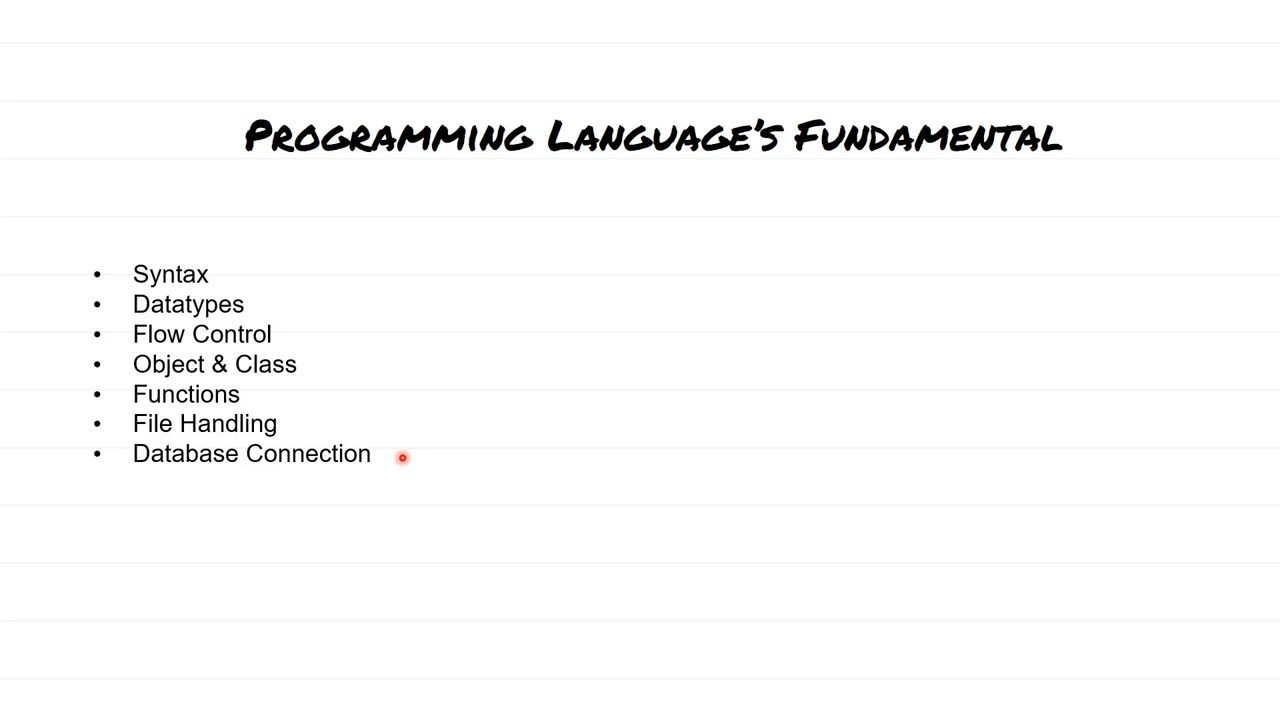 Programming Language's Fundamental
• Syntax
• Datatypes
• Flow Control
• Object & Class
• Functions
• File Handling
• Database Connection